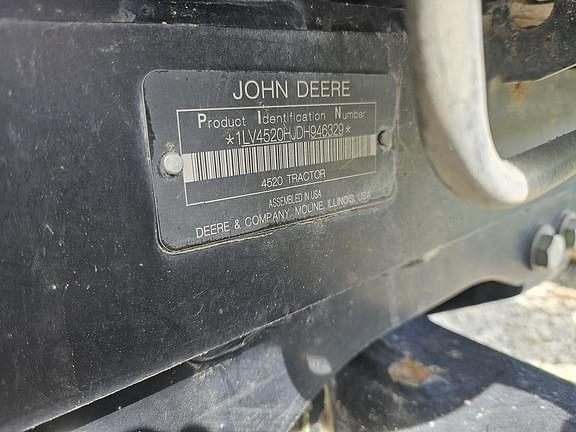 JOHN DEERE
Product Identification Number
*1LV4520HJDH946329*
4520 TRACTOR
ASSEMBLED IN USA
DEERE & COMPANY, MOLINE, ILLINOIS, USA